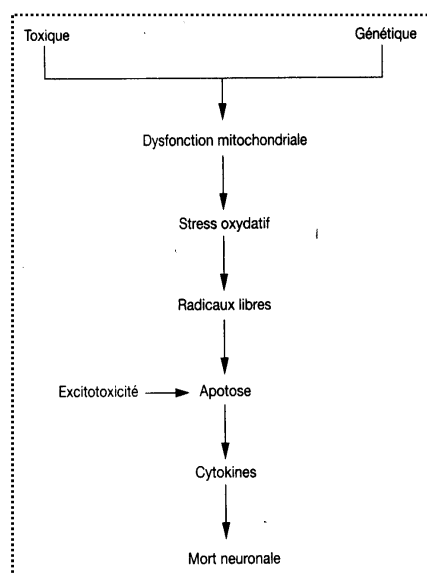 Toxique
Génétique
Dysfonction mitochondriale
Stress oxydatif
Radicaux libres
Excitotoxicité
Apotose
Cytokines
Mort neuronale